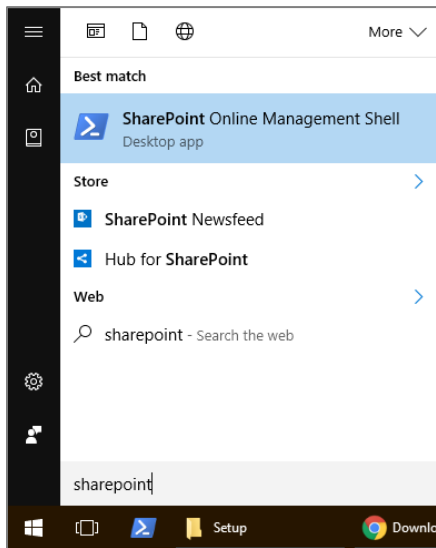 More
Best match
SharePoint Online Management Shell
Desktop app
Store
SharePoint Newsfeed
Hub for SharePoint
Web
sharepoint - Search the web
sharepoint
Setup
Downlo